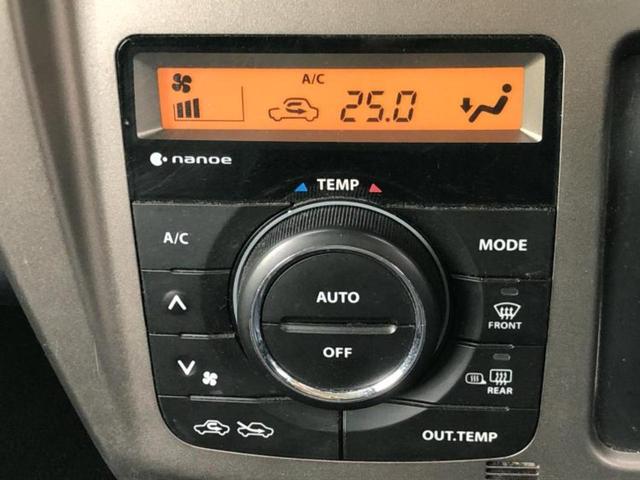 A/C
25.0
nanoe
TEMP
A/C
MODE
AUTO
OFF
FRONT
REAR
OUT.TEMP